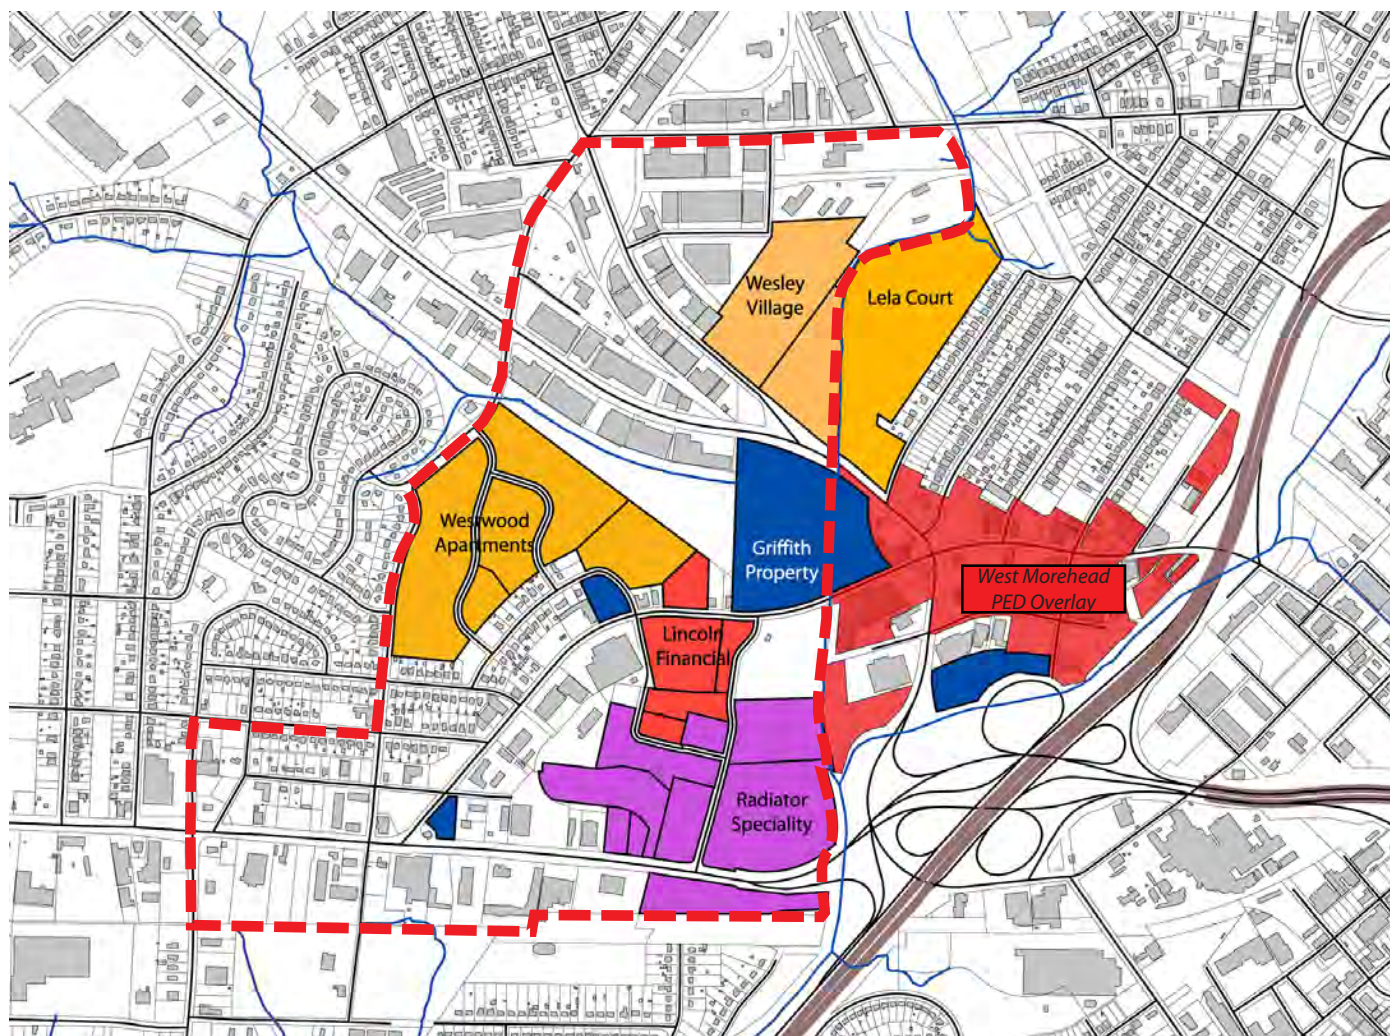 Wesley
Village
Lela Court
Westwood
Apartments
Griffith
Property
West Morehead
PED Overlay
Lincoln
Financial
Radiator
Speciality